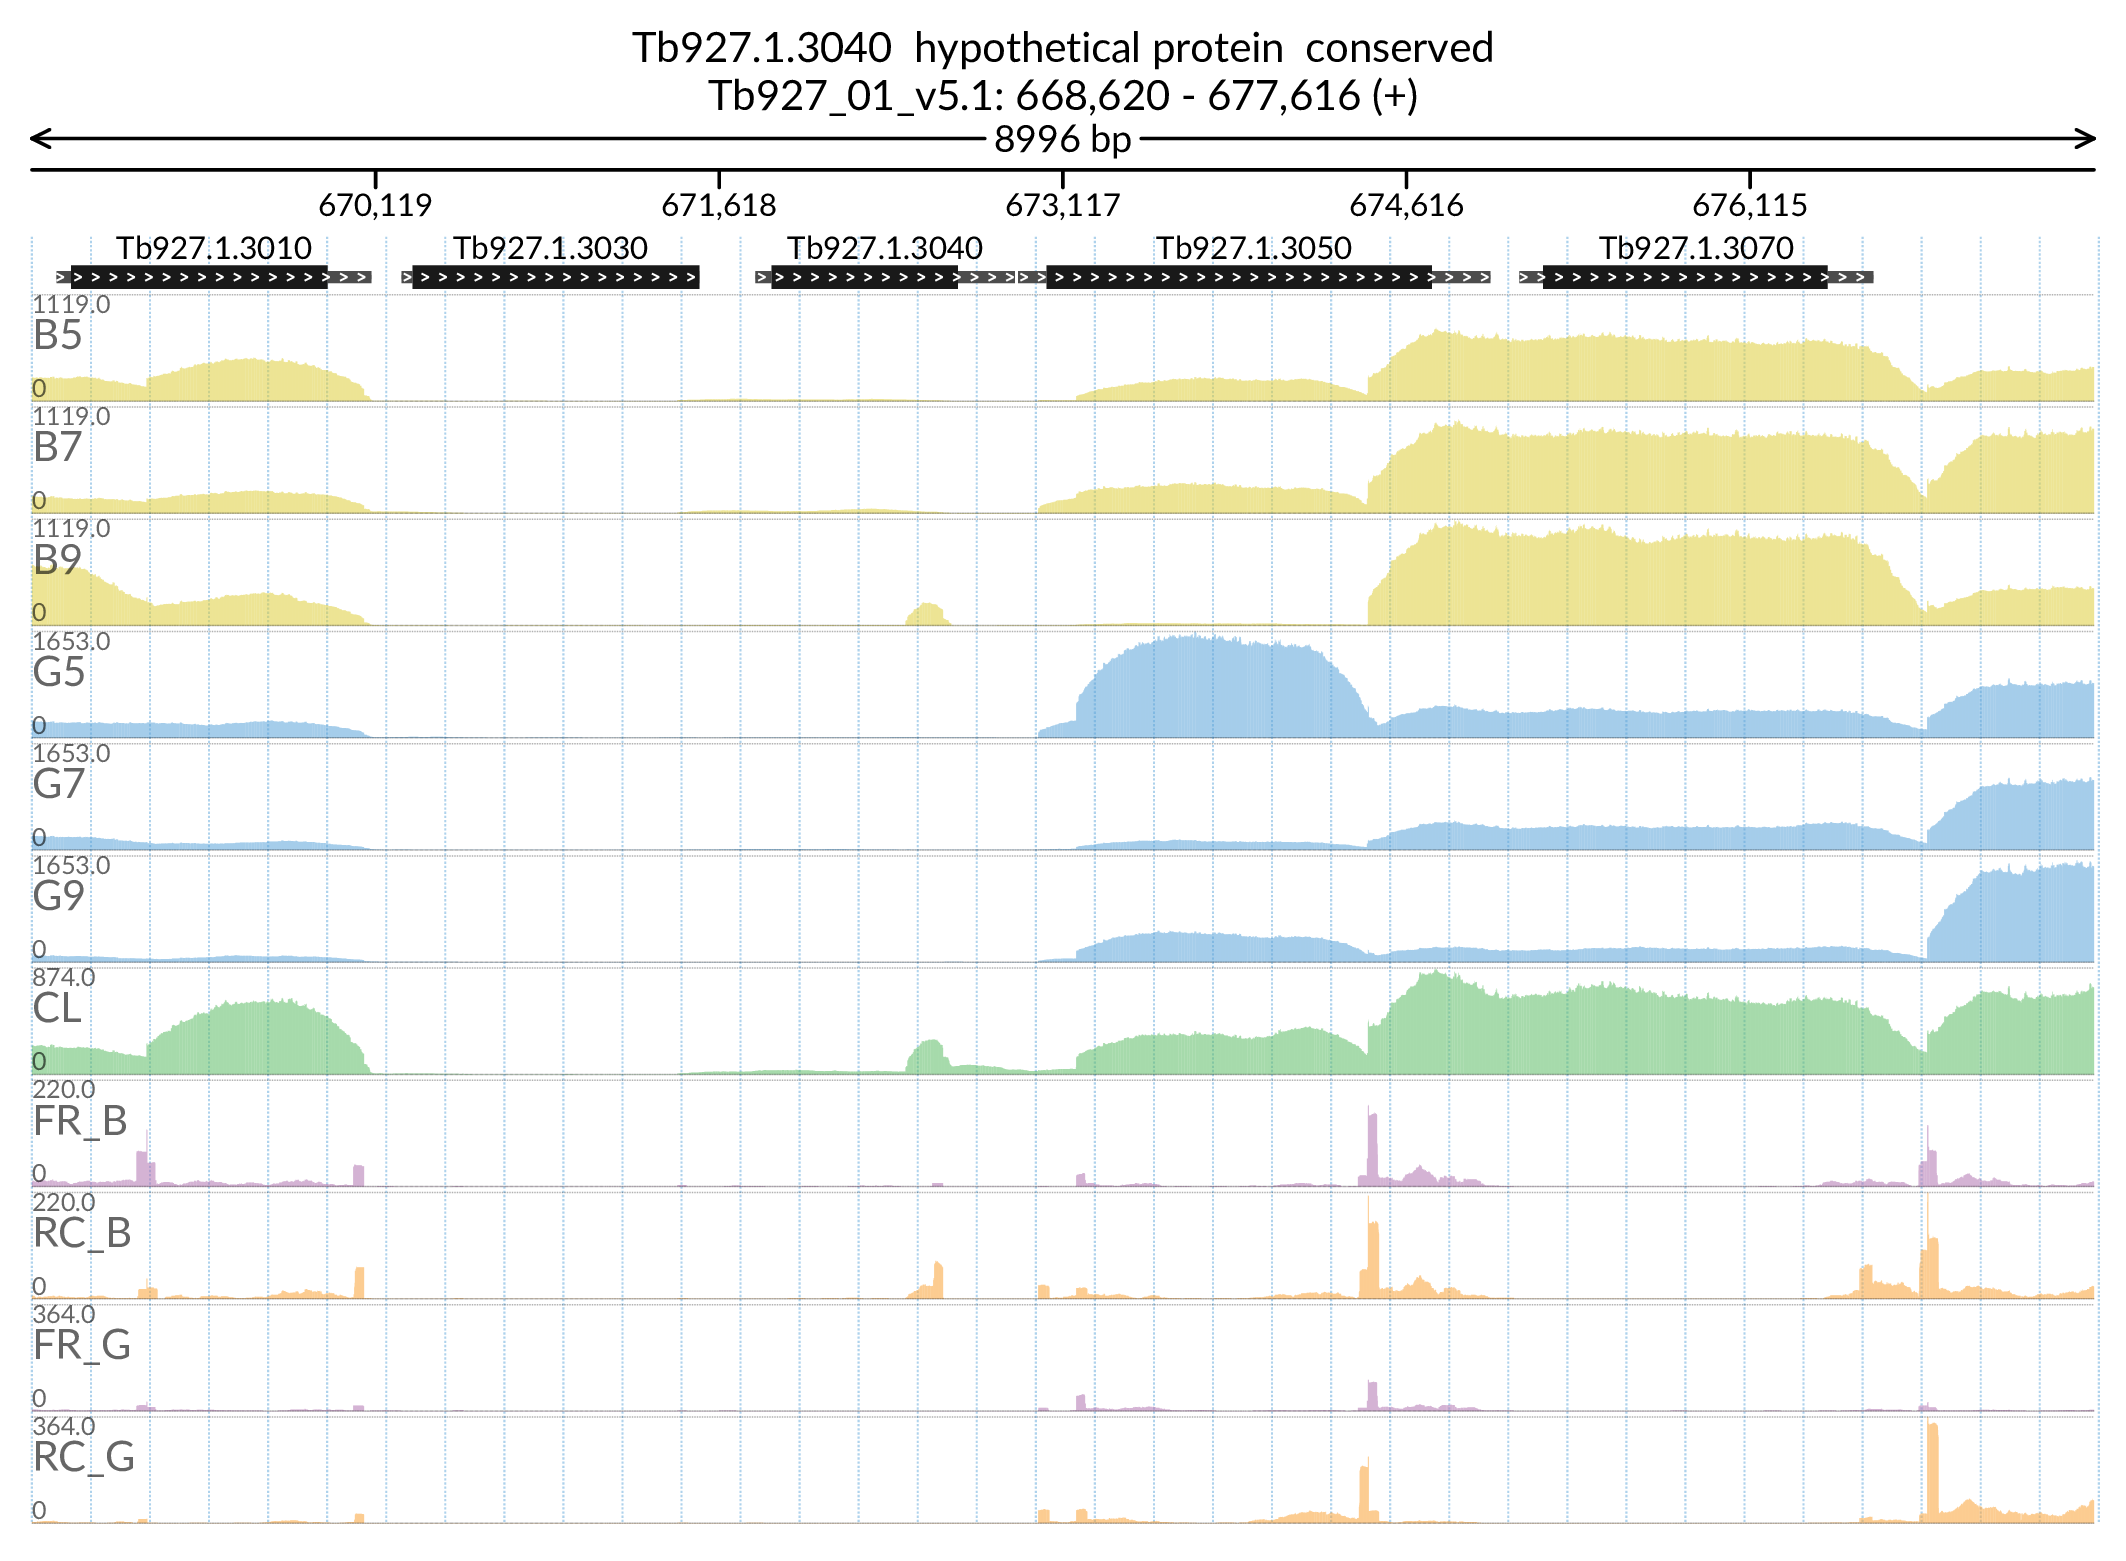 Tb927.1.3040  hypothetical protein  conserved
Tb927_01_v5.1: 668,620 - 677,616 (+)
8996 bp
670,119 671,618 673,117 674,616 676,115
Tb927.1.3010 Tb927.1.3030 Tb927.1.3040 Tb927.1.3050 Tb927.1.3070
1119.0
B5
0
1119.0
B7
0
1119.0
B9
0
1653.0
G5
0
1653.0
G7
0
1653.0
G9
0
874.0
CL
0
220.0
FR_B
0
220.0
RC_B
0
364.0
FR_G
0
364.0
RC_G
0